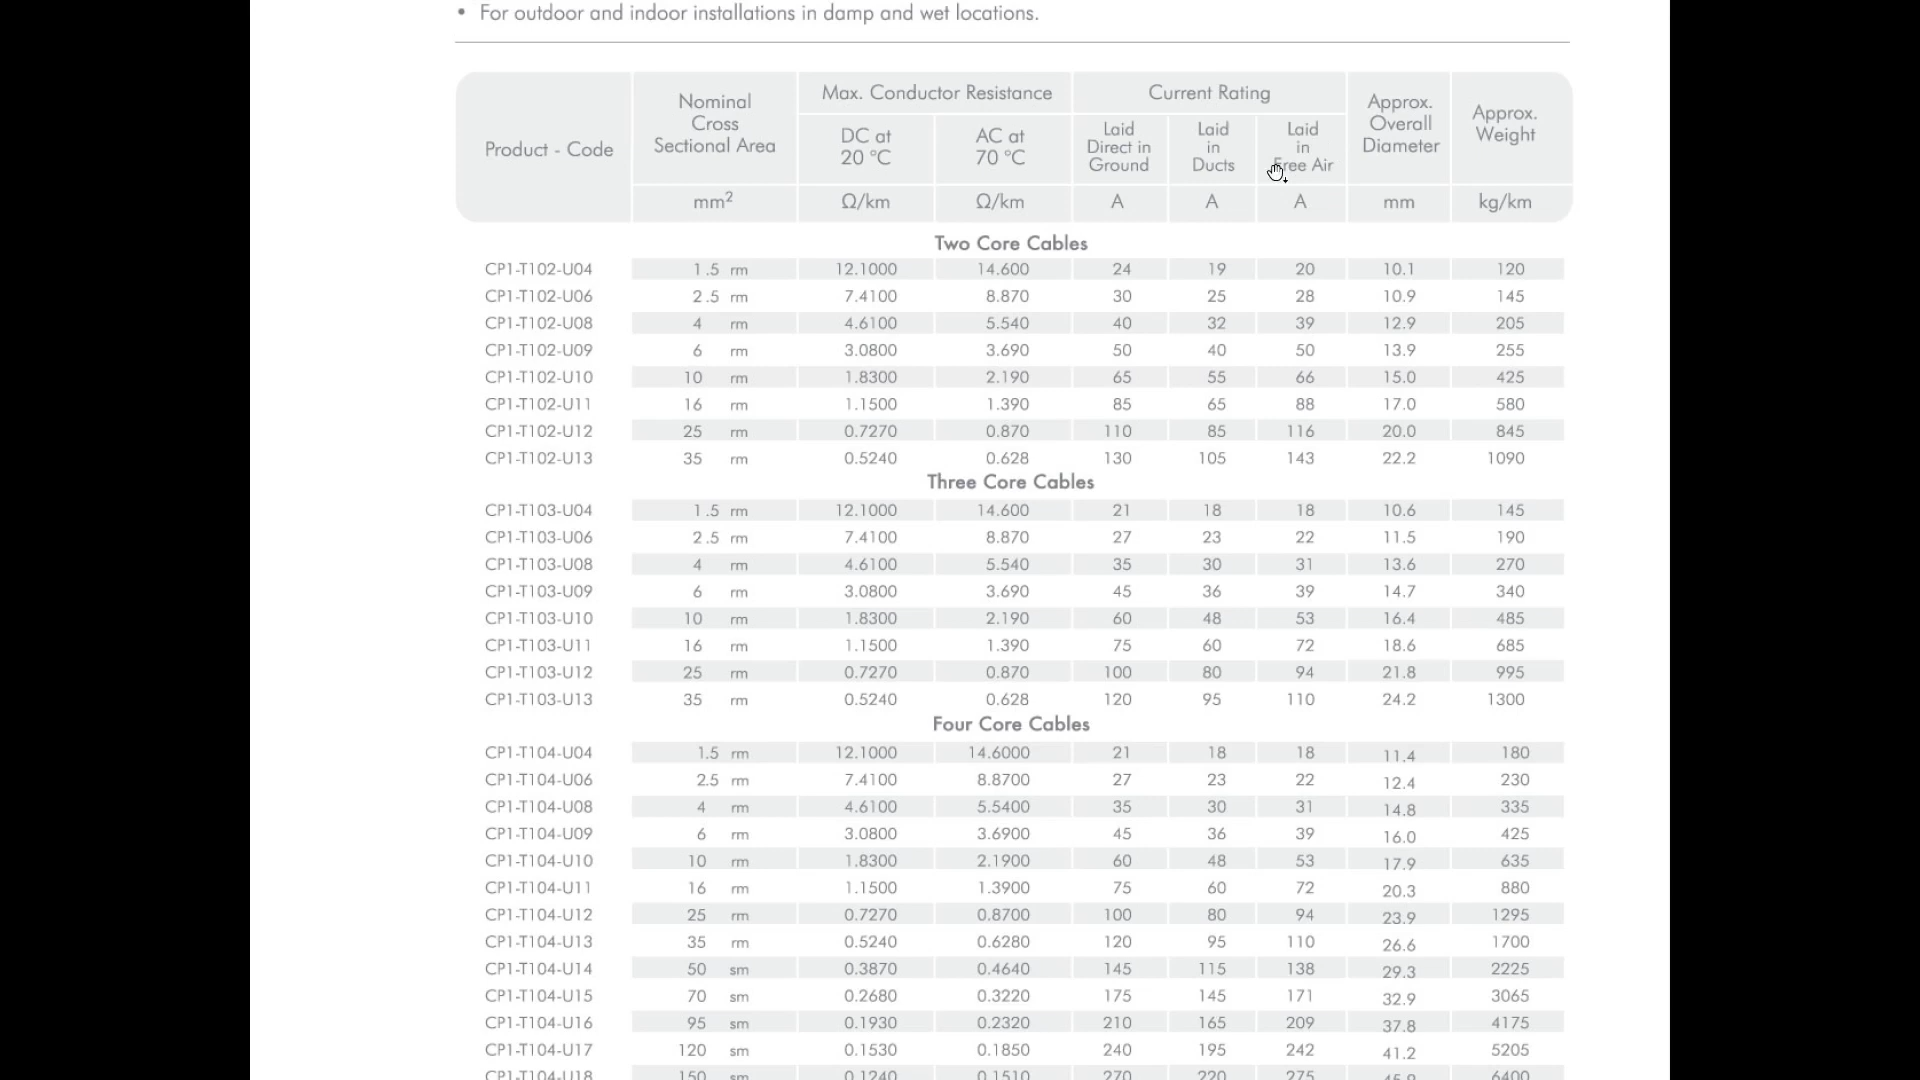 • For outdoor and indoor installations in damp and wet locations.
Product - Code
Nominal Cross Sectional Area
Max. Conductor Resistance
Current Rating
Approx. Overall Diameter
Approx. Weight
DC at 20 °C
AC at 70 °C
Laid Direct in Ground
Laid in Ducts
Laid in Free Air
mm² Ω/km Ω/km A A A mm kg/km
Two Core Cables
CP1-T102-U04 1.5 rm 12.1000 14.600 24 19 20 10.1 120
CP1-T102-U06 2.5 rm 7.4100 8.870 30 25 28 10.9 145
CP1-T102-U08 4 rm 4.6100 5.540 40 32 39 12.9 205
CP1-T102-U09 6 rm 3.0800 3.690 50 40 50 13.9 255
CP1-T102-U10 10 rm 1.8300 2.190 65 55 66 15.0 425
CP1-T102-U11 16 rm 1.1500 1.390 85 65 88 17.0 580
CP1-T102-U12 25 rm 0.7270 0.870 110 85 116 20.0 845
CP1-T102-U13 35 rm 0.5240 0.628 130 105 143 22.2 1090
Three Core Cables
CP1-T103-U04 1.5 rm 12.1000 14.600 21 18 18 10.6 145
CP1-T103-U06 2.5 rm 7.4100 8.870 27 23 22 11.5 190
CP1-T103-U08 4 rm 4.6100 5.540 35 30 31 13.6 270
CP1-T103-U09 6 rm 3.0800 3.690 45 36 39 14.7 340
CP1-T103-U10 10 rm 1.8300 2.190 60 48 53 16.4 485
CP1-T103-U11 16 rm 1.1500 1.390 75 60 72 18.6 685
CP1-T103-U12 25 rm 0.7270 0.870 100 80 94 21.8 995
CP1-T103-U13 35 rm 0.5240 0.628 120 95 110 24.2 1300
Four Core Cables
CP1-T104-U04 1.5 rm 12.1000 14.6000 21 18 18 11.4 180
CP1-T104-U06 2.5 rm 7.4100 8.8700 27 23 22 12.4 230
CP1-T104-U08 4 rm 4.6100 5.5400 35 30 31 14.8 335
CP1-T104-U09 6 rm 3.0800 3.6900 45 36 39 16.0 425
CP1-T104-U10 10 rm 1.8300 2.1900 60 48 53 17.9 635
CP1-T104-U11 16 rm 1.1500 1.3900 75 60 72 20.3 880
CP1-T104-U12 25 rm 0.7270 0.8700 100 80 94 23.9 1295
CP1-T104-U13 35 rm 0.5240 0.6280 120 95 110 26.6 1700
CP1-T104-U14 50 sm 0.3870 0.4640 145 115 138 29.3 2225
CP1-T104-U15 70 sm 0.2680 0.3220 175 145 171 32.9 3065
CP1-T104-U16 95 sm 0.1930 0.2320 210 165 209 37.8 4175
CP1-T104-U17 120 sm 0.1530 0.1850 240 195 242 41.2 5205
CP1-T104-U18 150 sm 0.1240 0.1510 270 220 275 6400